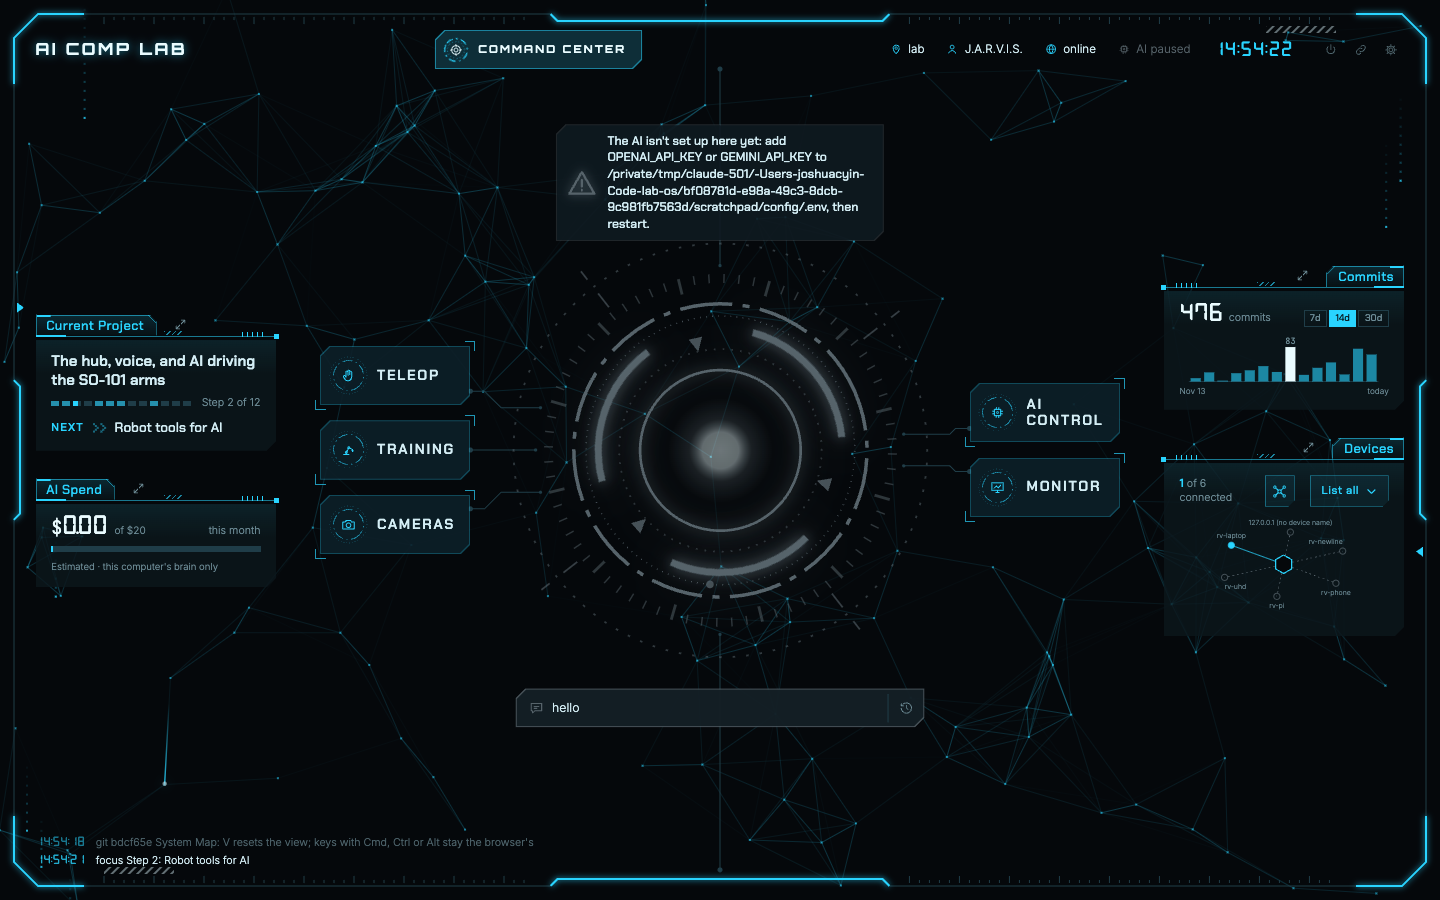 AI COMP LAB
COMMAND CENTER
lab
J.A.R.V.I.S.
online
AI paused
14:54:22
The AI isn't set up here yet: add
OPENAI_API_KEY or GEMINI_API_KEY to
/private/tmp/claude-501/-Users-joshuacyin-
Code-lab-os/bf08781d-e98a-49c3-8dcb-
9c981fb7563d/scratchpad/config/.env, then
restart.
Current Project
The hub, voice, and AI driving
the SO-101 arms
Step 2 of 12
NEXT Robot tools for AI
AI Spend
$0.00 of $20 this month
Estimated · this computer's brain only
TELEOP
TRAINING
CAMERAS
AI
CONTROL
MONITOR
Commits
476 commits
7d 14d 30d
83
Nov 13 today
Devices
1 of 6
connected
List all
127.0.0.1 (no device name)
rv-laptop
rv-newline
rv-uhd
rv-phone
rv-pi
hello
14:54:18 git bdcf65e System Map: V resets the view; keys with Cmd, Ctrl or Alt stay the browser's
14:54:21 focus Step 2: Robot tools for AI